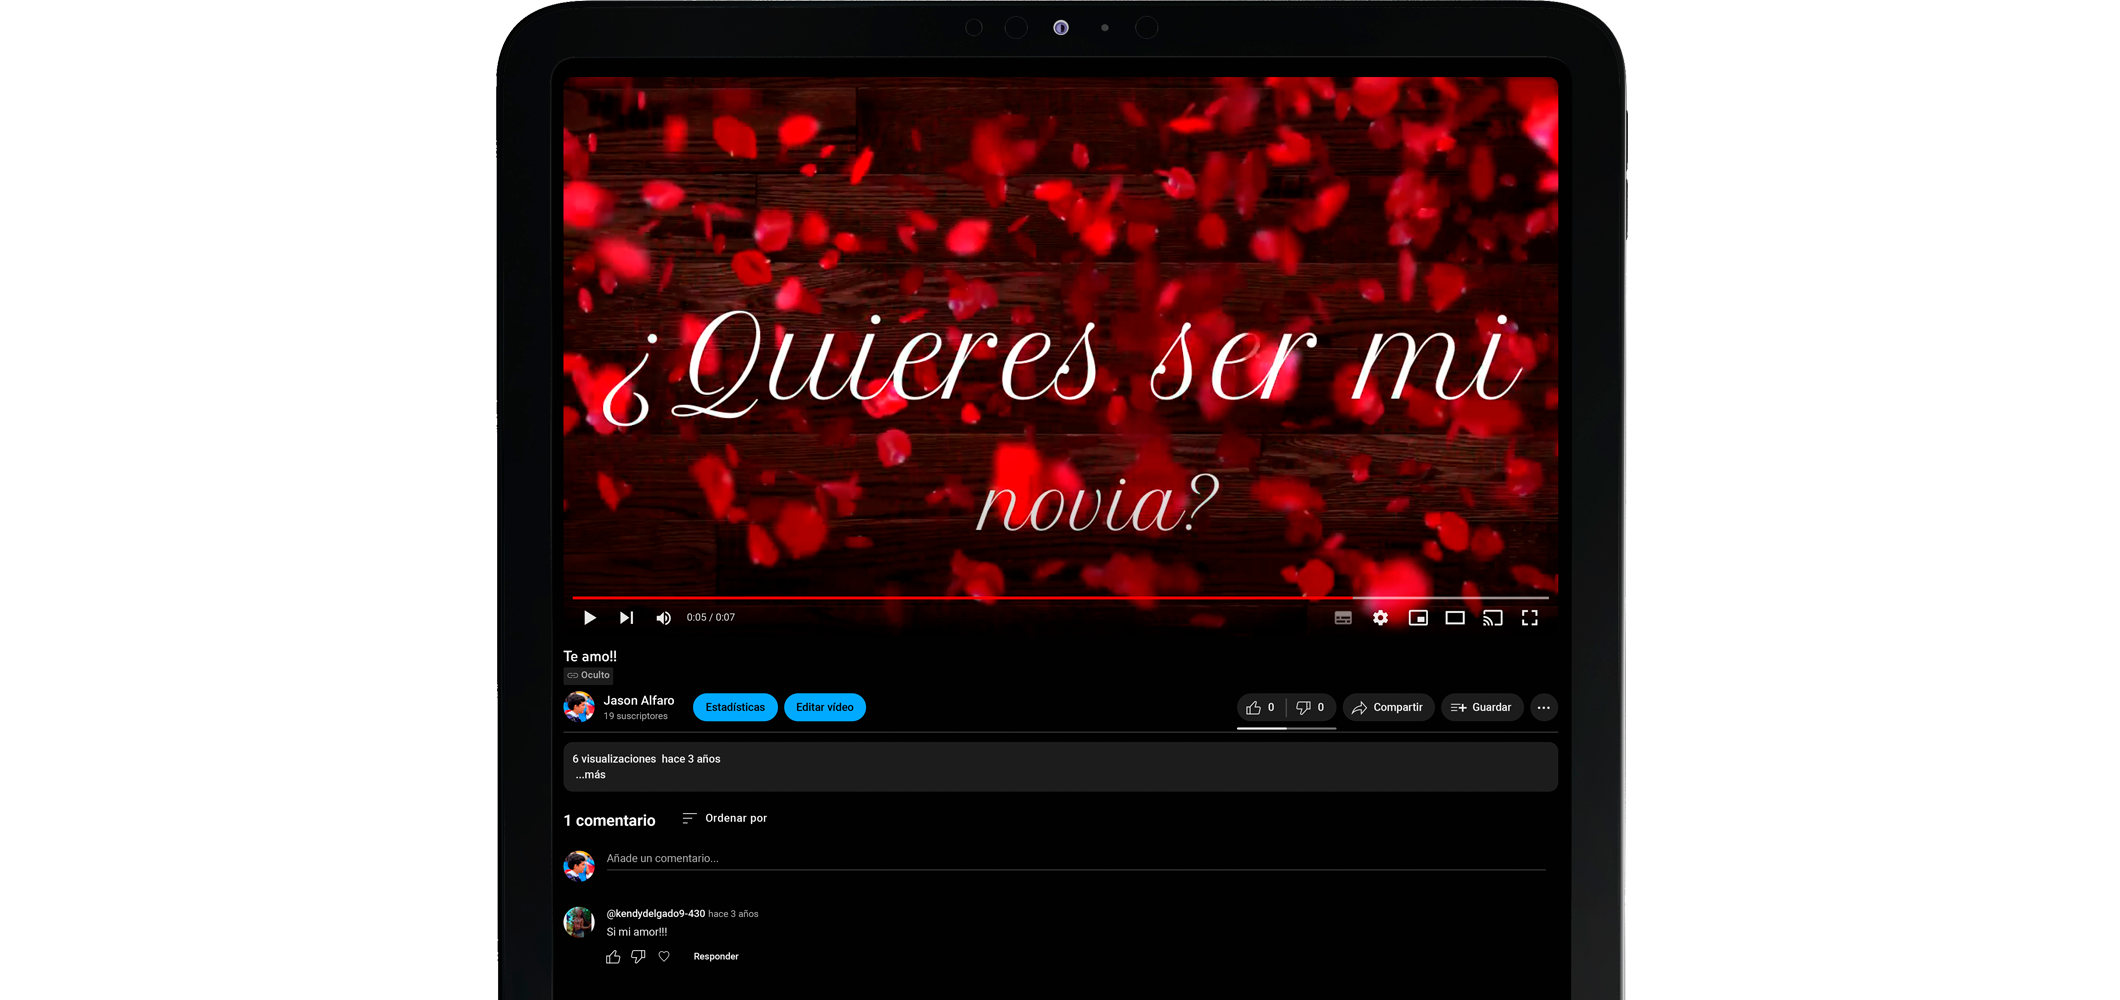 ¿Quieres ser mi
novia?
0:05 / 0:07
Te amo!!
Oculto
Jason Alfaro
19 suscriptores
Estadísticas
Editar vídeo
0
0
Compartir
Guardar
6 visualizaciones hace 3 años
...más
1 comentario
Ordenar por
Añade un comentario...
@kendydelgado9-430 hace 3 años
Si mi amor!!!
Responder